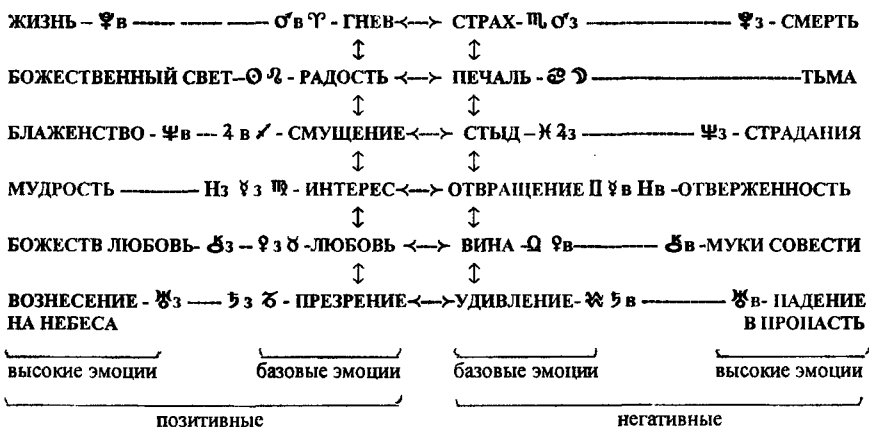 ЖИЗНЬ – ♇в — —— —— ♂в ♈ - ГНЕВ <—> СТРАХ - ♏ ♂з —— ♇з - СМЕРТЬ
↕ ↕
БОЖЕСТВЕННЫЙ СВЕТ – ☉ ♌ - РАДОСТЬ <—> ПЕЧАЛЬ - ♋ ☽ —— ТЬМА
↕ ↕
БЛАЖЕНСТВО - ♆в — ♃ в ♐ - СМУЩЕНИЕ <—> СТЫД – ♓ ♃з —— ♆з - СТРАДАНИЯ
↕ ↕
МУДРОСТЬ —— Нз ☿ з ♍ - ИНТЕРЕС <—> ОТВРАЩЕНИЕ ♊ ☿ в Нв -ОТВЕРЖЕННОСТЬ
↕ ↕
БОЖЕСТВ ЛЮБОВЬ- ⚷з – ♀ з ♉ -ЛЮБОВЬ <—> ВИНА -♎ ♀в —— ⚷в -МУКИ СОВЕСТИ
↕ ↕
ВОЗНЕСЕНИЕ - ♅з — ♄ з ♑ - ПРЕЗРЕНИЕ <—> УДИВЛЕНИЕ- ♒ ♄ в —— ♅в- ПАДЕНИЕ
НА НЕБЕСА В ПРОПАСТЬ
высокие эмоции базовые эмоции базовые эмоции высокие эмоции
позитивные негативные